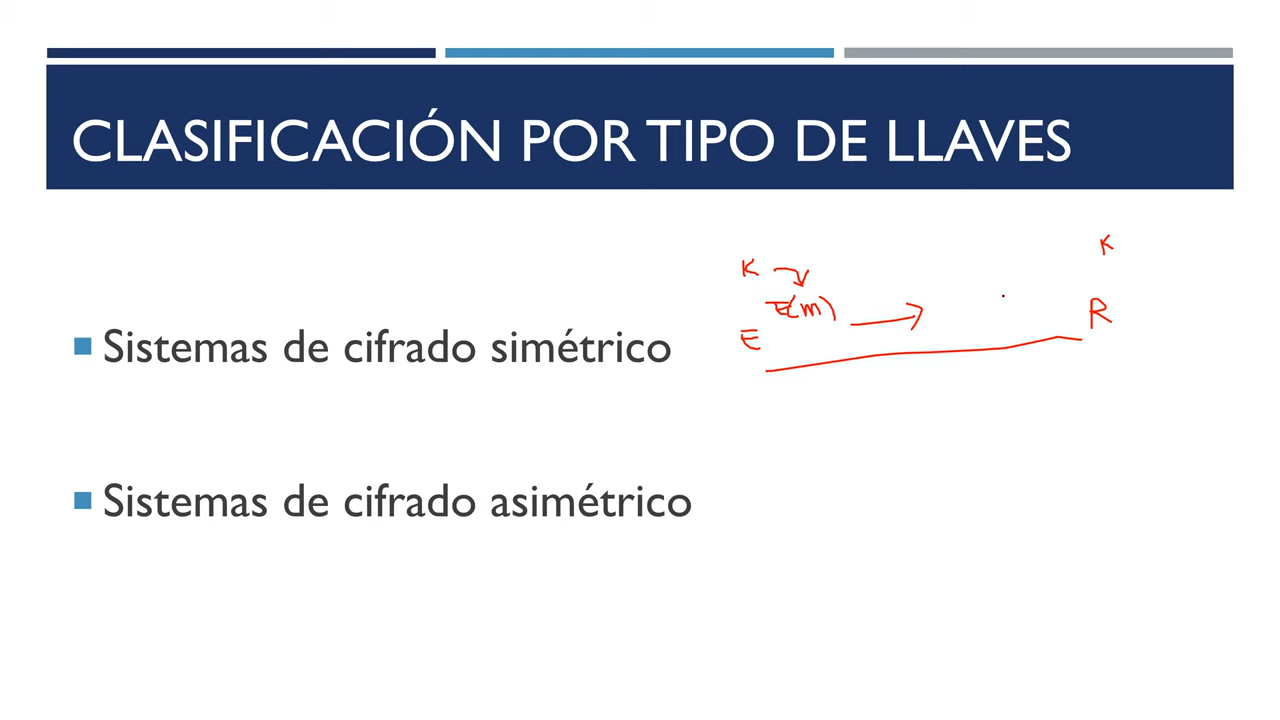 CLASIFICACIÓN POR TIPO DE LLAVES
K
K
E(m)
R
E
Sistemas de cifrado simétrico
Sistemas de cifrado asimétrico